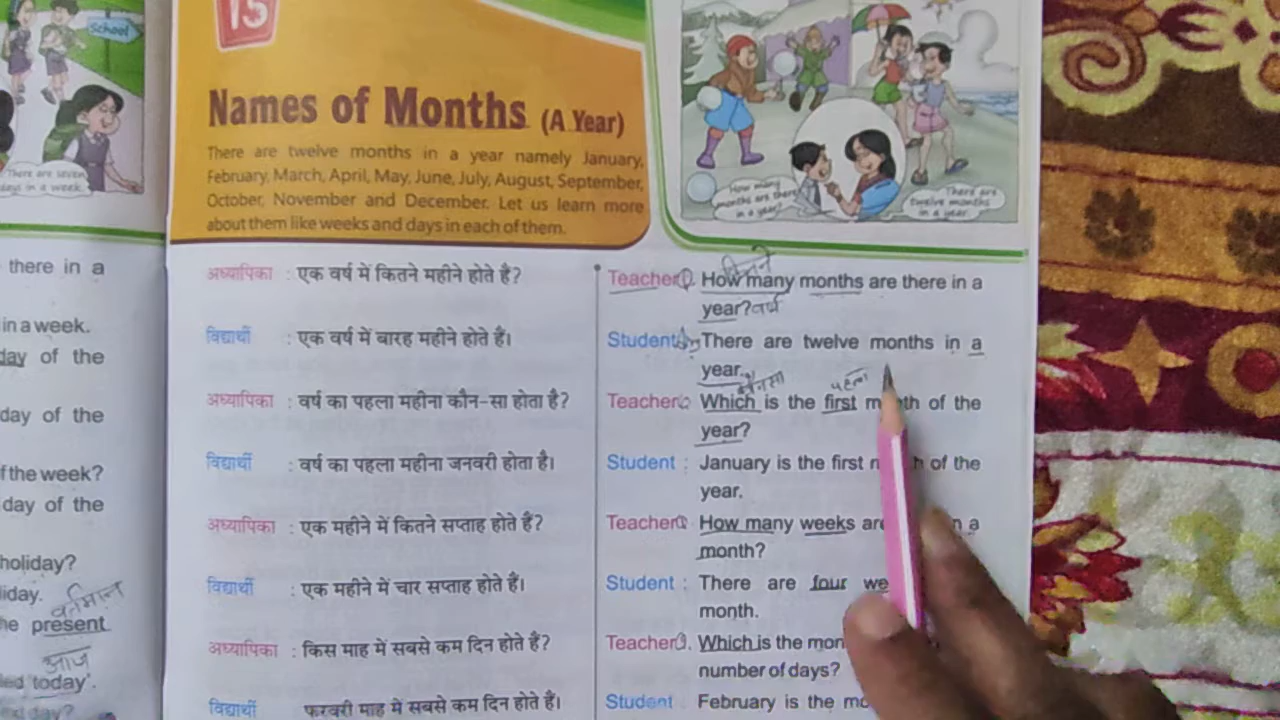 School
There are seven
days in a week.
there in a
in a week.
day of the
day of the
f the week?
day of the
holiday?
liday.
वर्तमान
he present
आज
led 'today'.
15
Names of Months (A Year)
There are twelve months in a year namely January,
February, March, April, May, June, July, August, September,
October, November and December. Let us learn more
about them like weeks and days in each of them.
How many
months are there
in a year?
There are
twelve months
in a year.
अध्यापिका : एक वर्ष में कितने महीने होते हैं?
विद्यार्थी : एक वर्ष में बारह महीने होते हैं।
अध्यापिका : वर्ष का पहला महीना कौन-सा होता है?
विद्यार्थी : वर्ष का पहला महीना जनवरी होता है।
अध्यापिका : एक महीने में कितने सप्ताह होते हैं?
विद्यार्थी : एक महीने में चार सप्ताह होते हैं।
अध्यापिका : किस माह में सबसे कम दिन होते हैं?
विद्यार्थी : फरवरी माह में सबसे कम दिन होते हैं।
कितने
Teacher : How many months are there in a
year? वर्ष
Student : There are twelve months in a
year.
कौनसा पहला
Teacher : Which is the first month of the
year?
Student : January is the first of the
year.
Teacher : How many weeks are in a
month?
Student : There are four we
month.
Teacher : Which is the mon
number of days?
Student : February is the mo